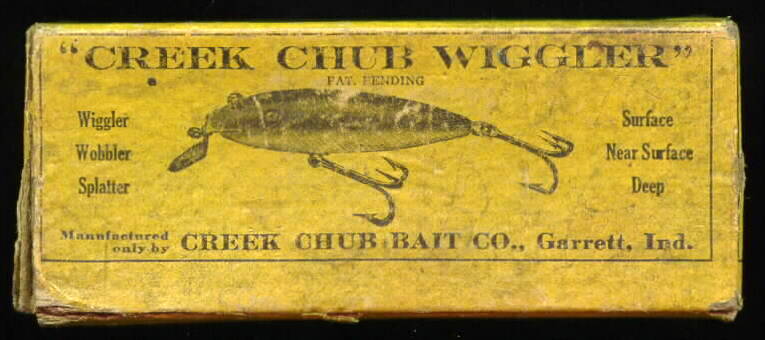 "CREEK CHUB WIGGLER"
PAT. PENDING
Wiggler
Wobbler
Splatter
Surface
Near Surface
Deep
Manufactured
only by CREEK CHUB BAIT CO., Garrett, Ind.